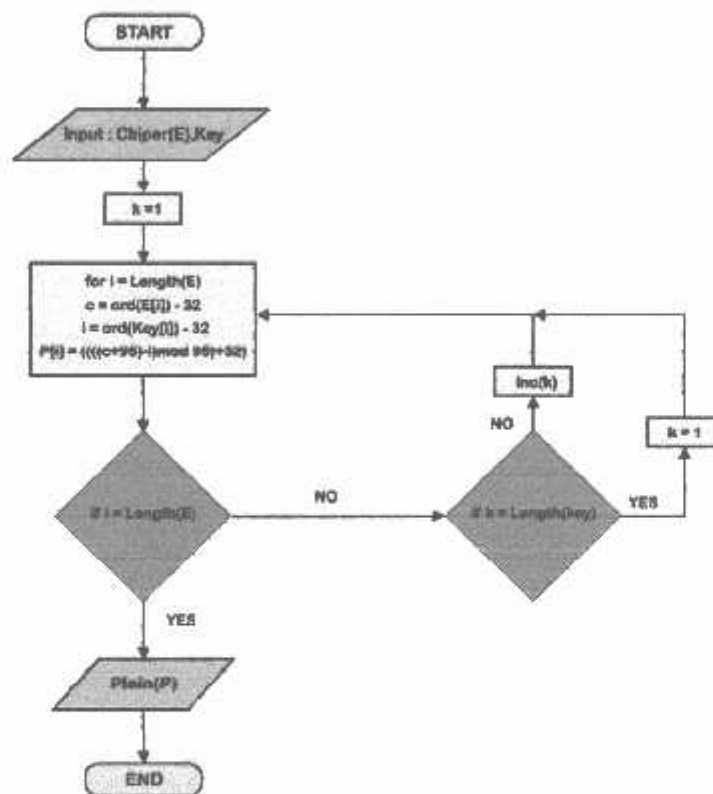 START
Input : Chiper(E),Key
k =1
for i = Length(E)
c = ord(E[i]) - 32
i = ord(Key[i]) - 32
P[i] = ((((c+95)-i)mod 95)+32)
if i = Length(E)
NO
if k = Length(key)
NO
Inc(k)
YES
k = 1
YES
Plain(P)
END